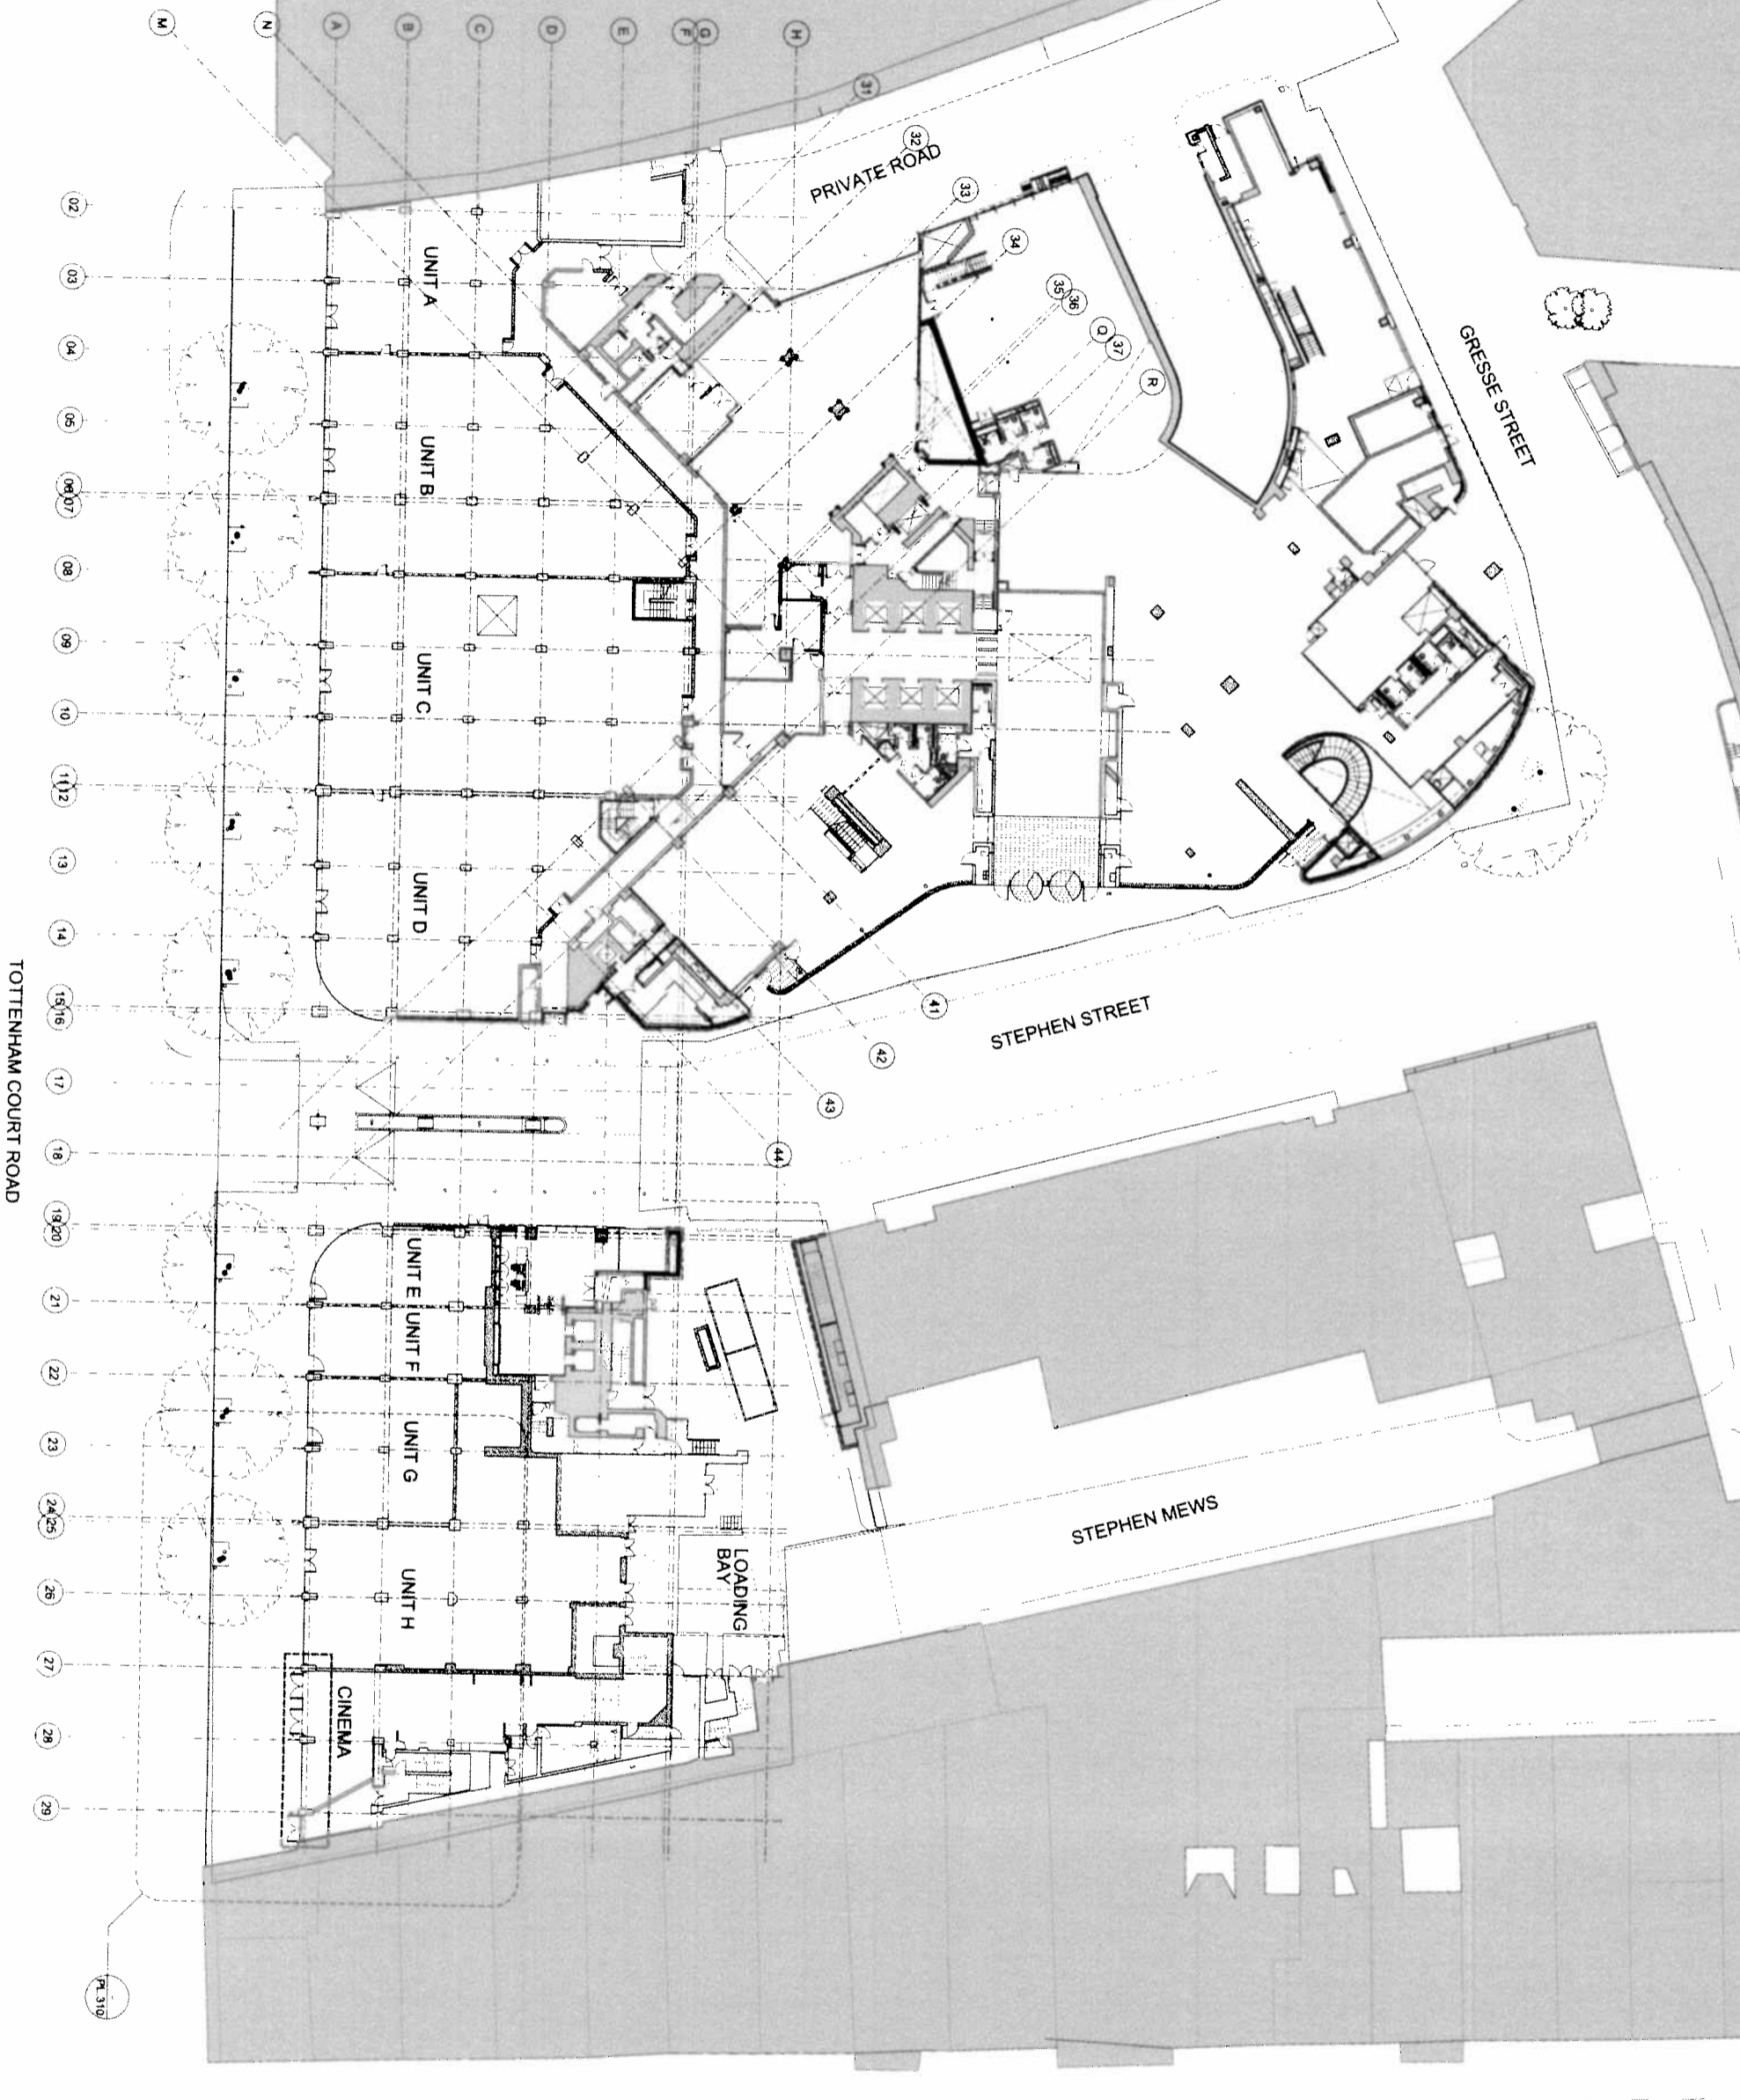 M
N
A
B
C
D
E
F
G
H
31
32
33
34
35
36
Q
37
R
PRIVATE ROAD
GRESSE STREET
02
03
04
05
06
07
08
09
10
11
12
13
14
15
16
17
18
19
20
21
22
23
24
25
26
27
28
29
UNIT A
UNIT B
UNIT C
UNIT D
41
42
43
44
STEPHEN STREET
TOTTENHAM COURT ROAD
UNIT E
UNIT F
UNIT G
UNIT H
LOADING
BAY
STEPHEN MEWS
CINEMA
PL310